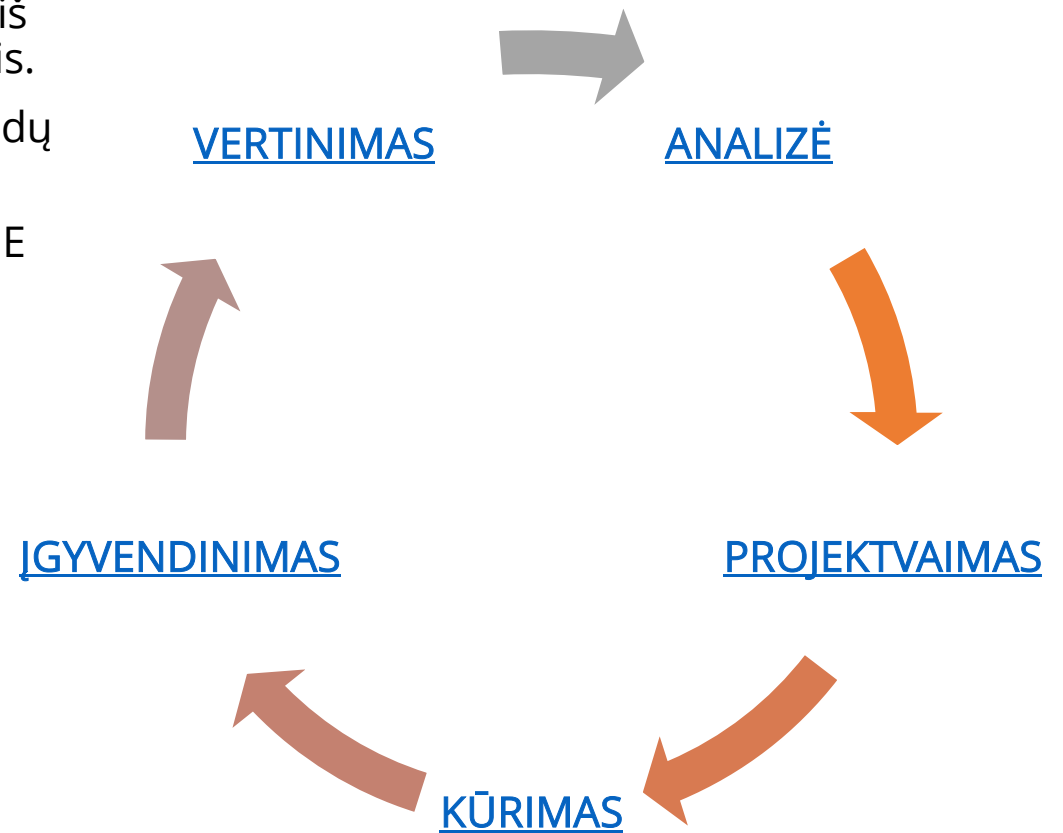 iš
is.
dų
E
VERTINIMAS
ANALIZĖ
ĮGYVENDINIMAS
PROJEKTVAIMAS
KŪRIMAS